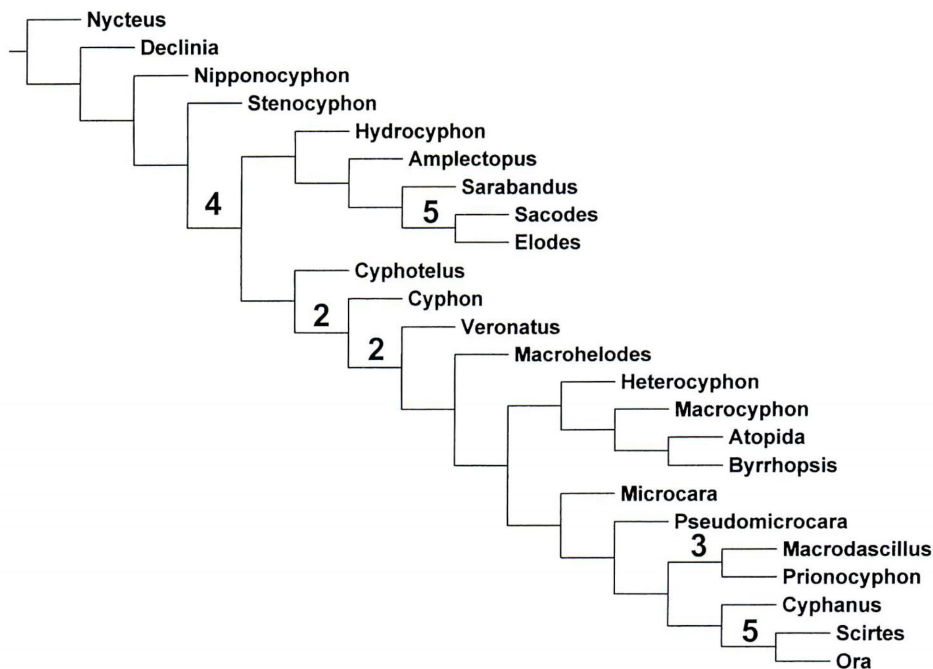 Nycteus
Declinia
Nipponocyphon
Stenocyphon
Hydrocyphon
Amplectopus
Sarabandus
4
5
Sacodes
Elodes
Cyphotelus
Cyphon
2
Veronatus
2
Macrohelodes
Heterocyphon
Macrocyphon
Atopida
Byrrhopsis
Microcara
Pseudomicrocara
3
Macrodascillus
Prionocyphon
Cyphanus
5
Scirtes
Ora